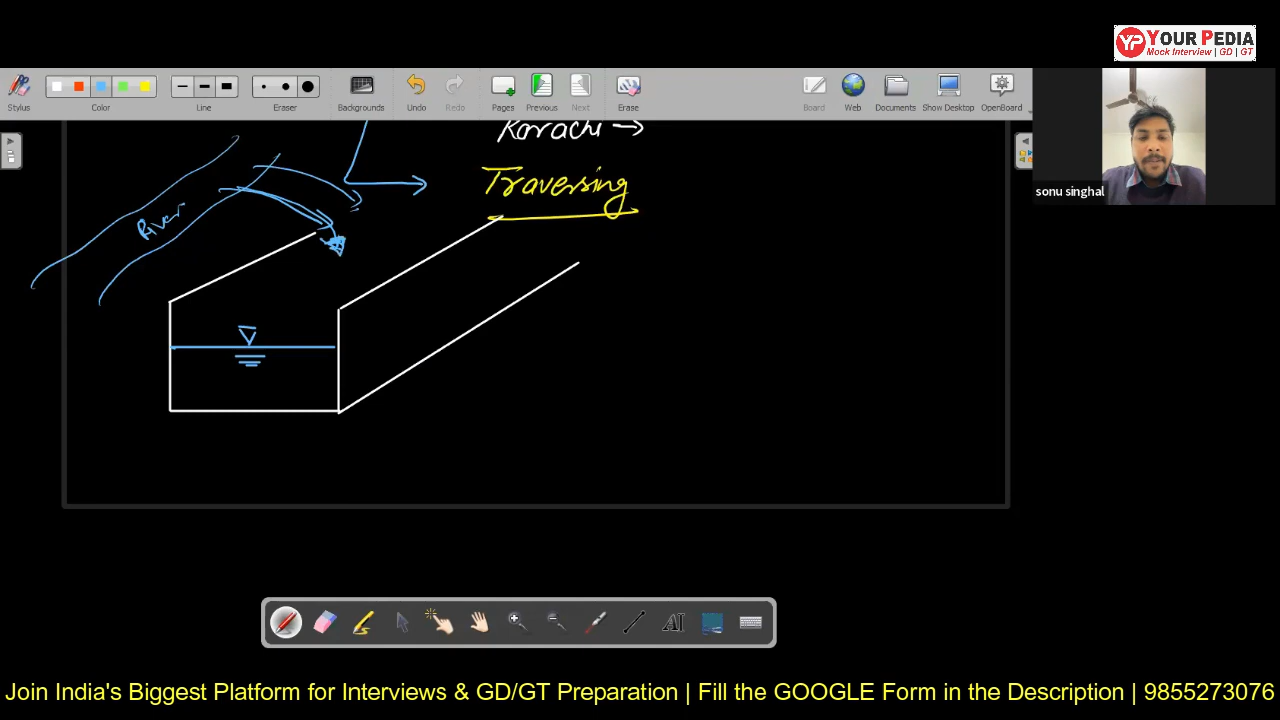 YP YOUR PEDIA
Mock Interview | GD | GT
Stylus Color Line Eraser Backgrounds Undo Redo Pages Previous Next Erase Board Web Documents Show Desktop OpenBoard
Karachi →
Traversing
River
sonu singhal
AI
Join India's Biggest Platform for Interviews & GD/GT Preparation | Fill the GOOGLE Form in the Description | 9855273076